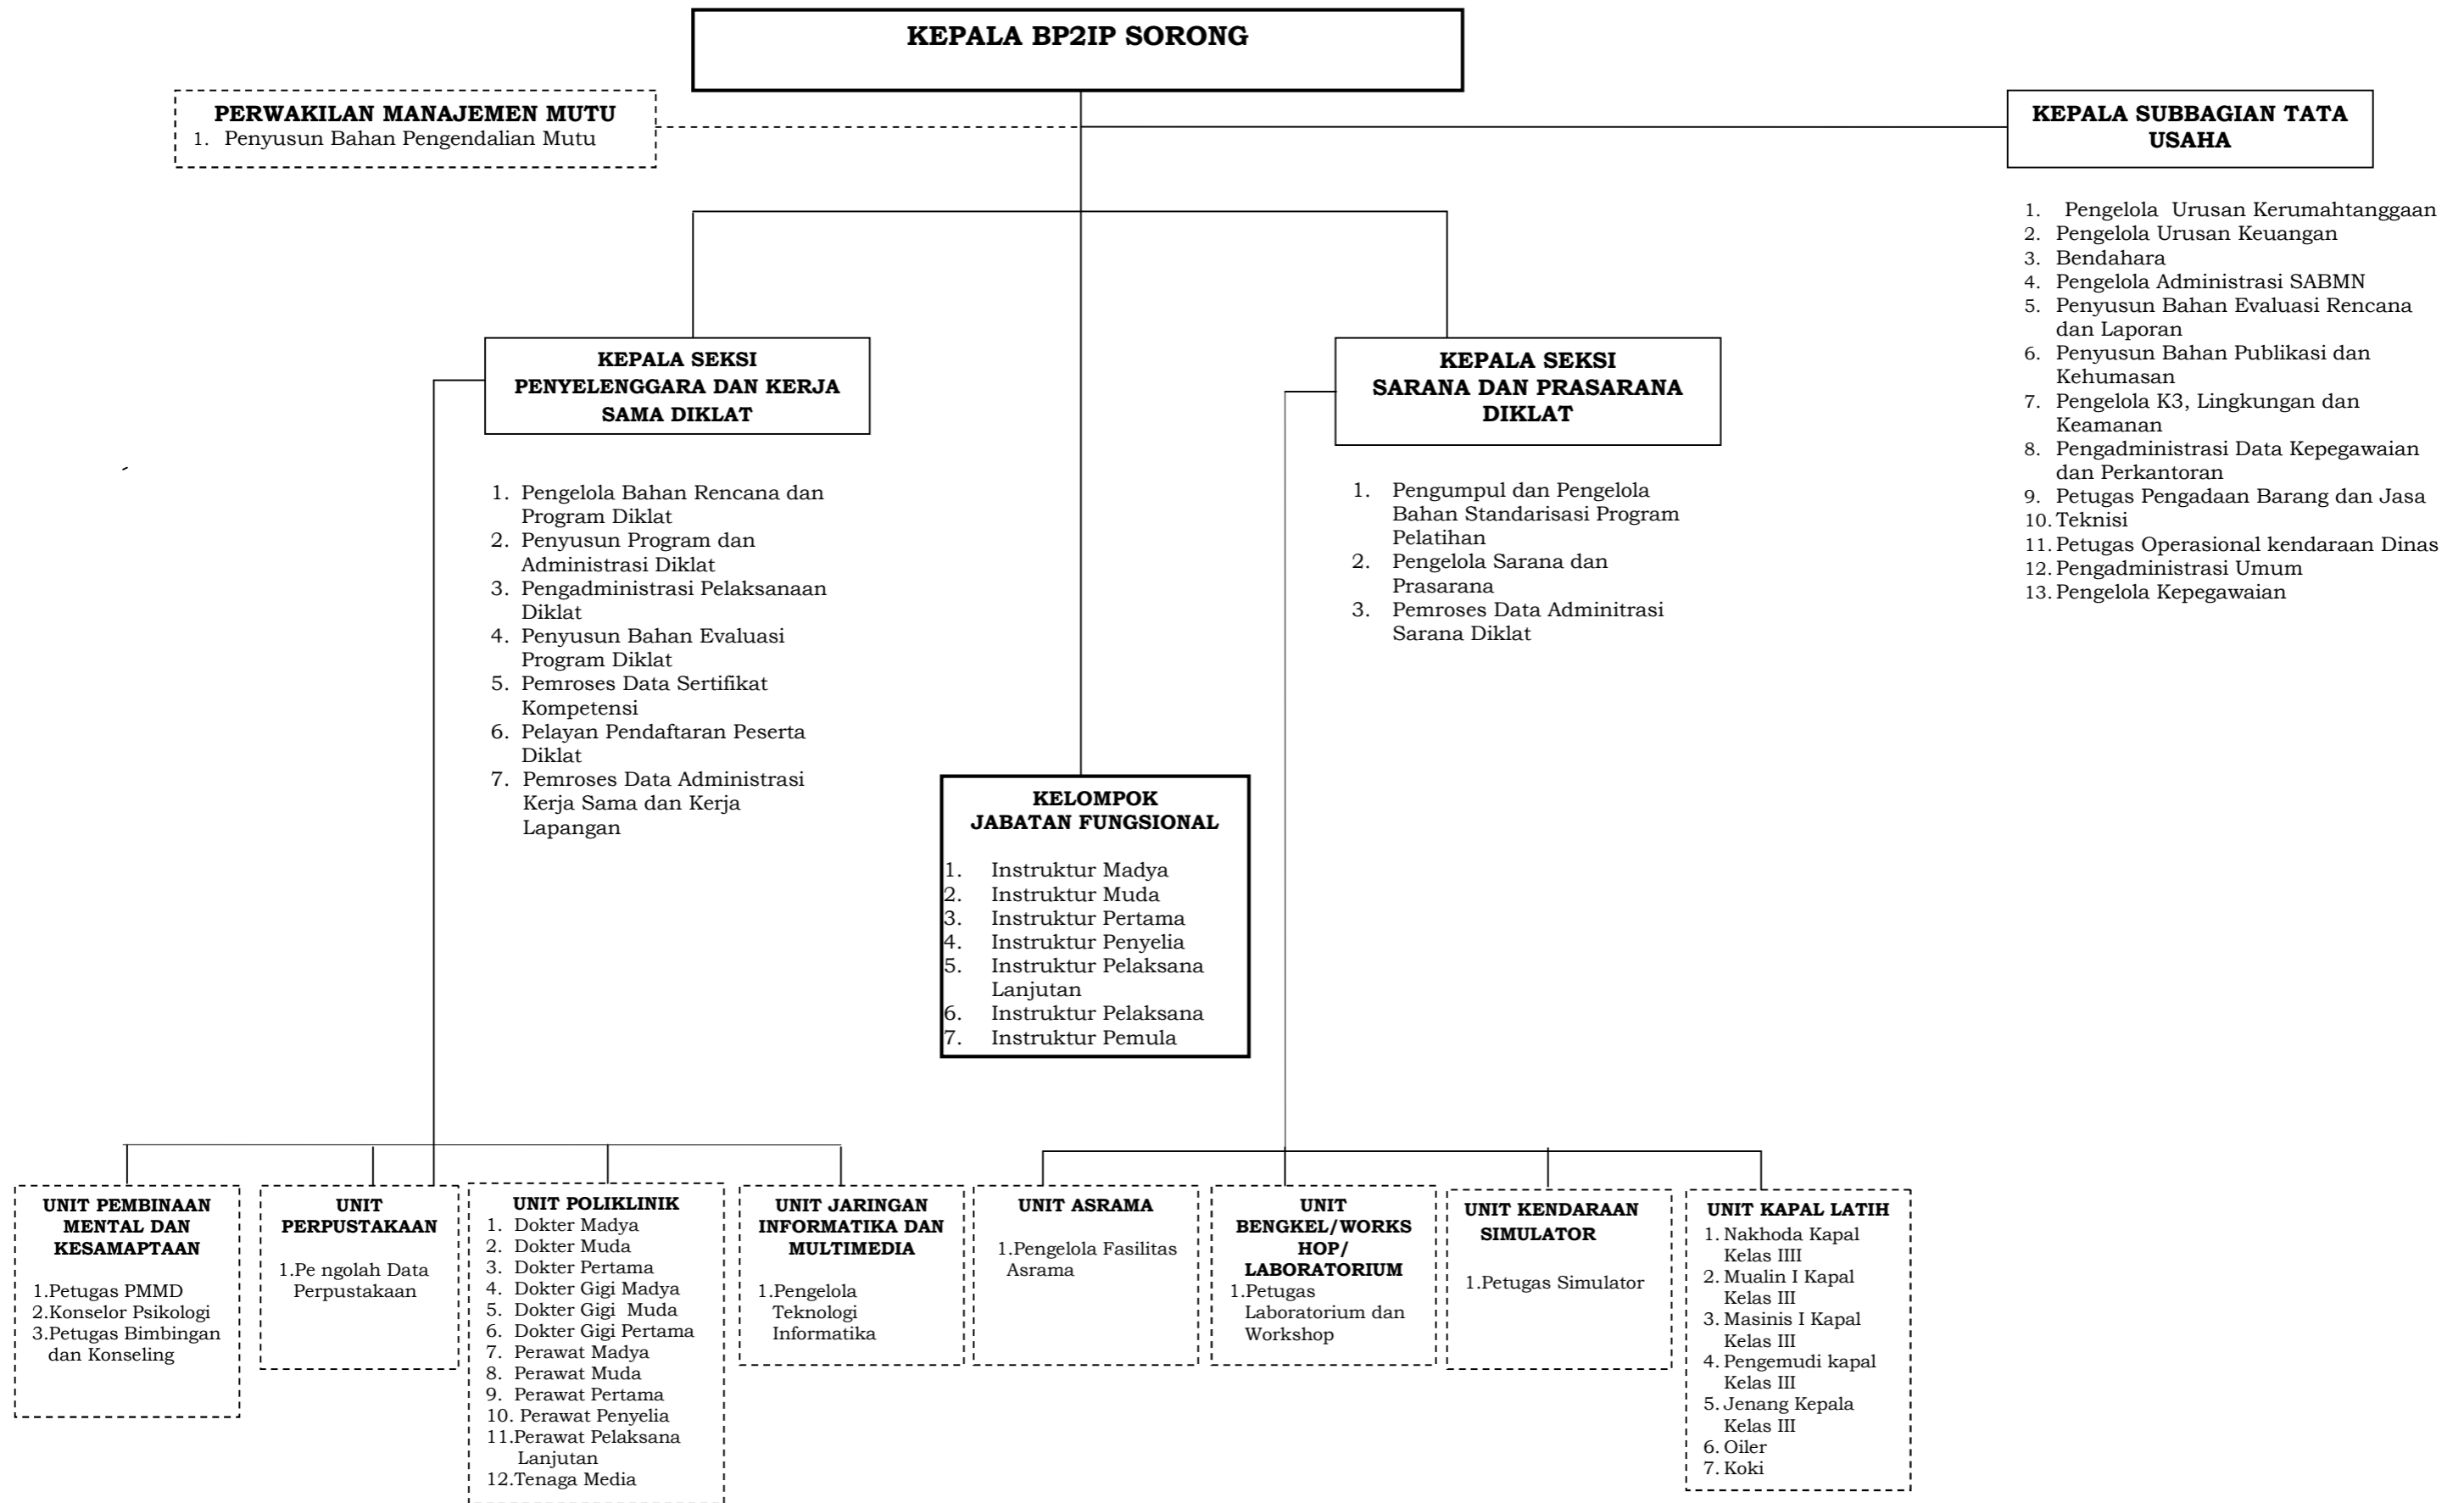 KEPALA BP2IP SORONG
PERWAKILAN MANAJEMEN MUTU
1. Penyusun Bahan Pengendalian Mutu
KEPALA SUBBAGIAN TATA
USAHA
1. Pengelola Urusan Kerumahtanggaan
2. Pengelola Urusan Keuangan
3. Bendahara
4. Pengelola Administrasi SABMN
5. Penyusun Bahan Evaluasi Rencana
dan Laporan
6. Penyusun Bahan Publikasi dan
Kehumasan
7. Pengelola K3, Lingkungan dan
Keamanan
8. Pengadministrasi Data Kepegawaian
dan Perkantoran
9. Petugas Pengadaan Barang dan Jasa
10. Teknisi
11. Petugas Operasional kendaraan Dinas
12. Pengadministrasi Umum
13. Pengelola Kepegawaian
KEPALA SEKSI
PENYELENGGARA DAN KERJA
SAMA DIKLAT
1. Pengelola Bahan Rencana dan
Program Diklat
2. Penyusun Program dan
Administrasi Diklat
3. Pengadministrasi Pelaksanaan
Diklat
4. Penyusun Bahan Evaluasi
Program Diklat
5. Pemroses Data Sertifikat
Kompetensi
6. Pelayan Pendaftaran Peserta
Diklat
7. Pemroses Data Administrasi
Kerja Sama dan Kerja
Lapangan
KEPALA SEKSI
SARANA DAN PRASARANA
DIKLAT
1. Pengumpul dan Pengelola
Bahan Standarisasi Program
Pelatihan
2. Pengelola Sarana dan
Prasarana
3. Pemroses Data Adminitrasi
Sarana Diklat
KELOMPOK
JABATAN FUNGSIONAL
1. Instruktur Madya
2. Instruktur Muda
3. Instruktur Pertama
4. Instruktur Penyelia
5. Instruktur Pelaksana
Lanjutan
6. Instruktur Pelaksana
7. Instruktur Pemula
UNIT PEMBINAAN
MENTAL DAN
KESAMAPTAAN
1.Petugas PMMD
2.Konselor Psikologi
3.Petugas Bimbingan
dan Konseling
UNIT
PERPUSTAKAAN
1.Pe ngolah Data
Perpustakaan
UNIT POLIKLINIK
1. Dokter Madya
2. Dokter Muda
3. Dokter Pertama
4. Dokter Gigi Madya
5. Dokter Gigi Muda
6. Dokter Gigi Pertama
7. Perawat Madya
8. Perawat Muda
9. Perawat Pertama
10. Perawat Penyelia
11.Perawat Pelaksana
Lanjutan
12.Tenaga Media
UNIT JARINGAN
INFORMATIKA DAN
MULTIMEDIA
1.Pengelola
Teknologi
Informatika
UNIT ASRAMA
1.Pengelola Fasilitas
Asrama
UNIT
BENGKEL/WORKS
HOP/
LABORATORIUM
1.Petugas
Laboratorium dan
Workshop
UNIT KENDARAAN
SIMULATOR
1.Petugas Simulator
UNIT KAPAL LATIH
1. Nakhoda Kapal
Kelas IIII
2. Mualin I Kapal
Kelas III
3. Masinis I Kapal
Kelas III
4. Pengemudi kapal
Kelas III
5. Jenang Kepala
Kelas III
6. Oiler
7. Koki